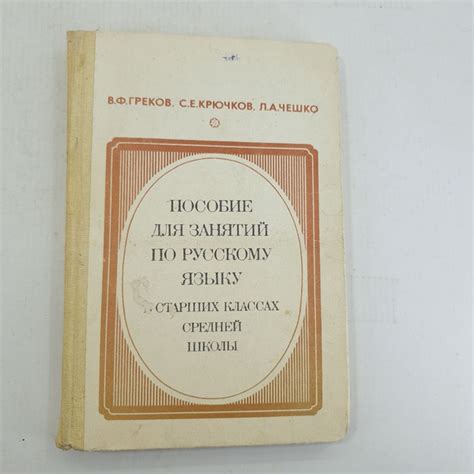 В.Ф.ГРЕКОВ, С.Е.КРЮЧКОВ, Л.А.ЧЕШКО
ПОСОБИЕ
ДЛЯ ЗАНЯТИЙ
ПО РУССКОМУ
ЯЗЫКУ
В СТАРШИХ КЛАССАХ
СРЕДНЕЙ
ШКОЛЫ